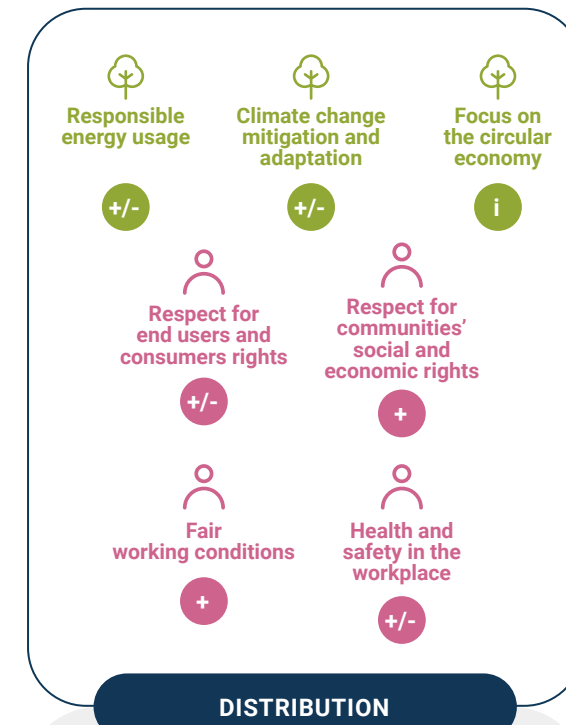 Responsible
energy usage
+/-
Climate change
mitigation and
adaptation
+/-
Focus on
the circular
economy
i
Respect for
end users and
consumers rights
+/-
Respect for
communities’
social and
economic rights
+
Fair
working conditions
+
Health and
safety in the
workplace
+/-
DISTRIBUTION